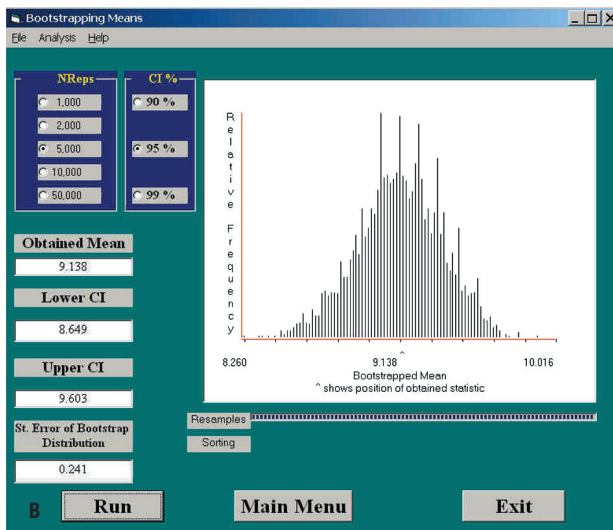 Bootstrapping Means
File Analysis Help
NReps
1,000
2,000
5,000
10,000
50,000
CI %
90 %
95 %
99 %
Obtained Mean
9.138
Lower CI
8.649
Upper CI
9.603
St. Error of Bootstrap
Distribution
0.241
Relative Frequency
^
8.260 9.138 10.016
Bootstrapped Mean
^ shows position of obtained statistic
Resamples
Sorting
B
Run Main Menu Exit